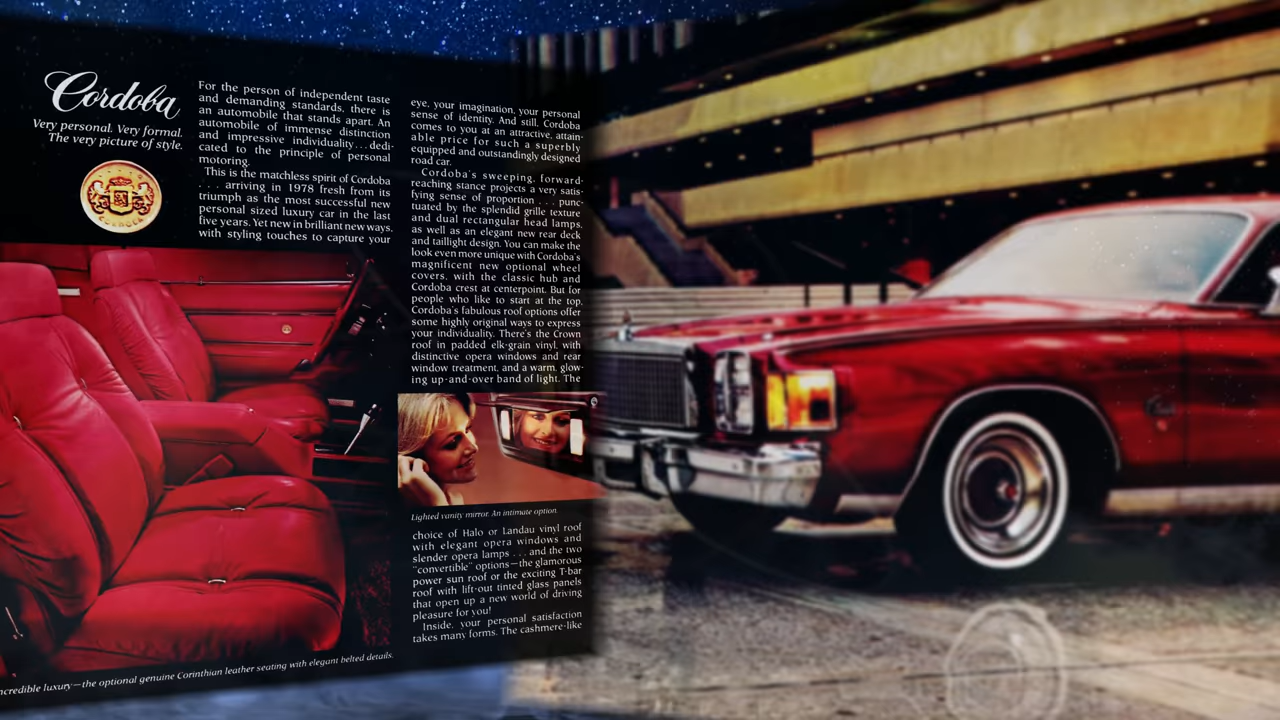 Cordoba
Very personal. Very formal.
The very picture of style.
For the person of independent taste
and demanding standards, there is
an automobile that stands apart. An
automobile of immense distinction
and impressive individuality...dedi-
cated to the principle of personal
motoring.
This is the matchless spirit of Cordoba
... arriving in 1978 fresh from its
triumph as the most successful new
personal sized luxury car in the last
five years. Yet new in brilliant new ways,
with styling touches to capture your
eye, your imagination, your personal
sense of identity. And still, Cordoba
comes to you at an attractive, attain-
able price for such a superbly
equipped and outstandingly designed
road car.
Cordoba's sweeping, forward-
reaching stance projects a very satis-
fying sense of proportion ... punc-
tuated by the splendid grille texture
and dual rectangular head lamps,
as well as an elegant new rear deck
and taillight design. You can make the
look even more unique with Cordoba's
magnificent new optional wheel
covers, with the classic hub and
Cordoba crest at centerpoint. But for
people who like to start at the top,
Cordoba's fabulous roof options offer
some highly original ways to express
your individuality. There's the Crown
roof in padded elk-grain vinyl, with
distinctive opera windows and rear
window treatment, and a warm, glow-
ing up-and-over band of light. The
Lighted vanity mirror. An intimate option.
choice of Halo or Landau vinyl roof
with elegant opera windows and
slender opera lamps ... and the two
"convertible" options—the glamorous
power sun roof or the exciting T-bar
roof with lift-out tinted glass panels
that open up a new world of driving
pleasure for you!
Inside, your personal satisfaction
takes many forms. The cashmere-like
ncredible luxury—the optional genuine Corinthian leather seating with elegant belted details.